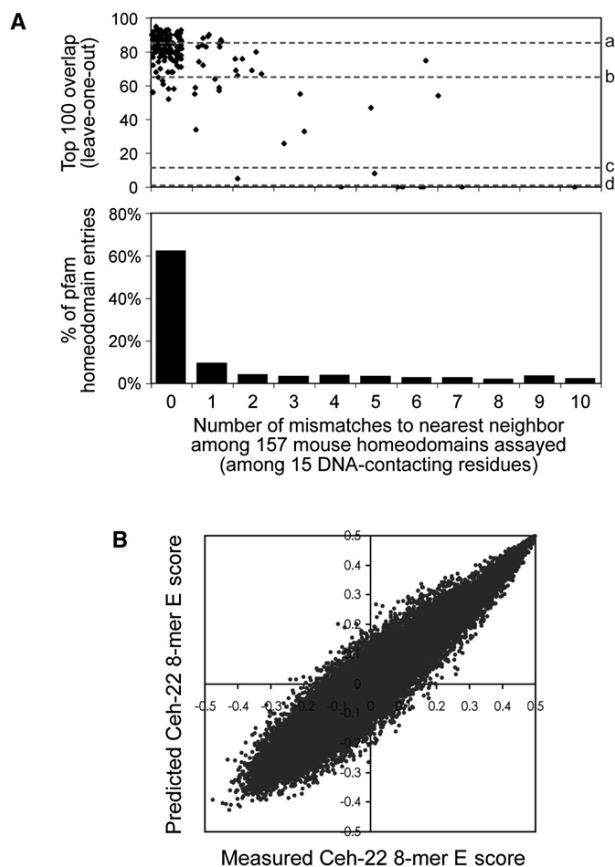 A
Top 100 overlap
(leave-one-out)
100
80
60
40
20
0
a
b
c
d
% of pfam
homeodomain entries
80%
60%
40%
20%
0%
0 1 2 3 4 5 6 7 8 9 10
Number of mismatches to nearest neighbor
among 157 mouse homeodomains assayed
(among 15 DNA-contacting residues)
B
Predicted Ceh-22 8-mer E score
0.5
0.4
0.3
0.2
0.1
0
-0.5 -0.4 -0.3 -0.2 -0.1 0 0.1 0.2 0.3 0.4 0.5
-0.1
-0.2
-0.3
-0.4
-0.5
Measured Ceh-22 8-mer E score